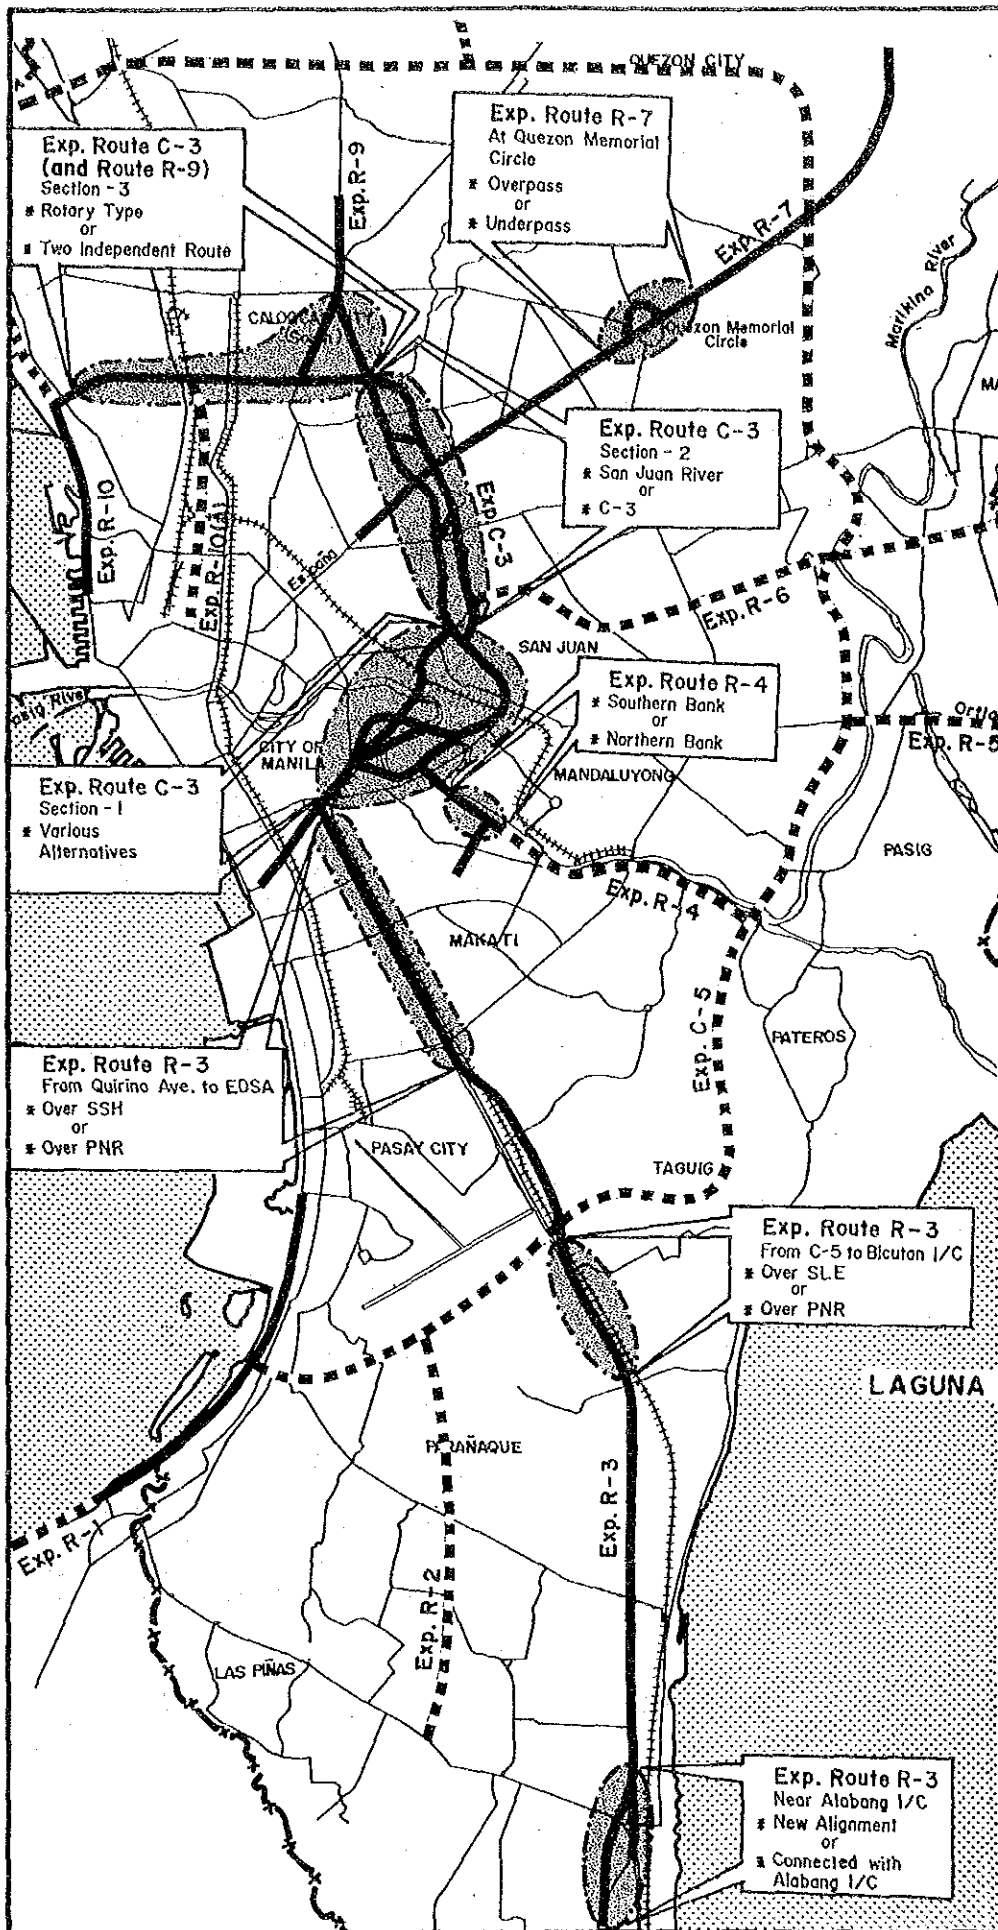 QUEZON CITY
Exp. Route R-7
At Quezon Memorial
Circle
* Overpass
or
* Underpass
Exp. Route C-3
(and Route R-9)
Section - 3
* Rotary Type
or
* Two Independent Route
Exp. R-9
Exp. R-7
Marikina River
CALOOCAN CITY
(South)
Quezon Memorial
Circle
MA
Exp. Route C-3
Section - 2
* San Juan River
or
* C-3
Exp. R-10
Exp. R-10(A)
España
Exp. C-3
Exp. R-6
SAN JUAN
Exp. Route R-4
* Southern Bank
or
* Northern Bank
pasig River
CITY OF
MANILA
MANDALUYONG
Ortig
Exp. R-5
Exp. Route C-3
Section - 1
* Various
Alternatives
PASIG
Exp. R-4
MAKATI
Exp. C-5
PATEROS
Exp. Route R-3
From Quirino Ave. to EDSA
* Over SSH
or
* Over PNR
PASAY CITY
TAGUIG
Exp. Route R-3
From C-5 to Bicutan I/C
* Over SLE
or
* Over PNR
LAGUNA
PARAÑAQUE
Exp. R-3
Exp. R-1
Exp. R-2
LAS PIÑAS
Exp. Route R-3
Near Alabang I/C
* New Alignment
or
* Connected with
Alabang I/C